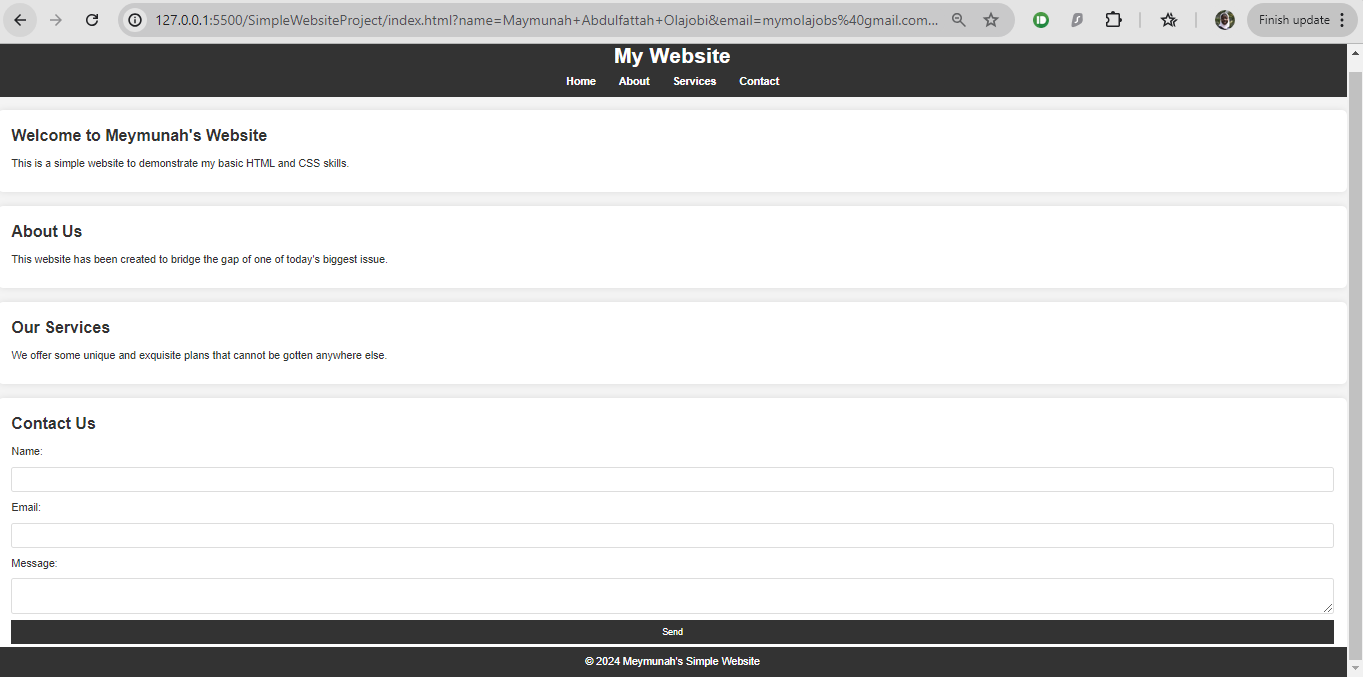 127.0.0.1:5500/SimpleWebsiteProject/index.html?name=Maymunah+Abdulfattah+Olajobi&email=mymolajobs%40gmail.com...
Finish update
My Website
Home About Services Contact
Welcome to Meymunah's Website
This is a simple website to demonstrate my basic HTML and CSS skills.
About Us
This website has been created to bridge the gap of one of today's biggest issue.
Our Services
We offer some unique and exquisite plans that cannot be gotten anywhere else.
Contact Us
Name:
Email:
Message:
Send
© 2024 Meymunah's Simple Website